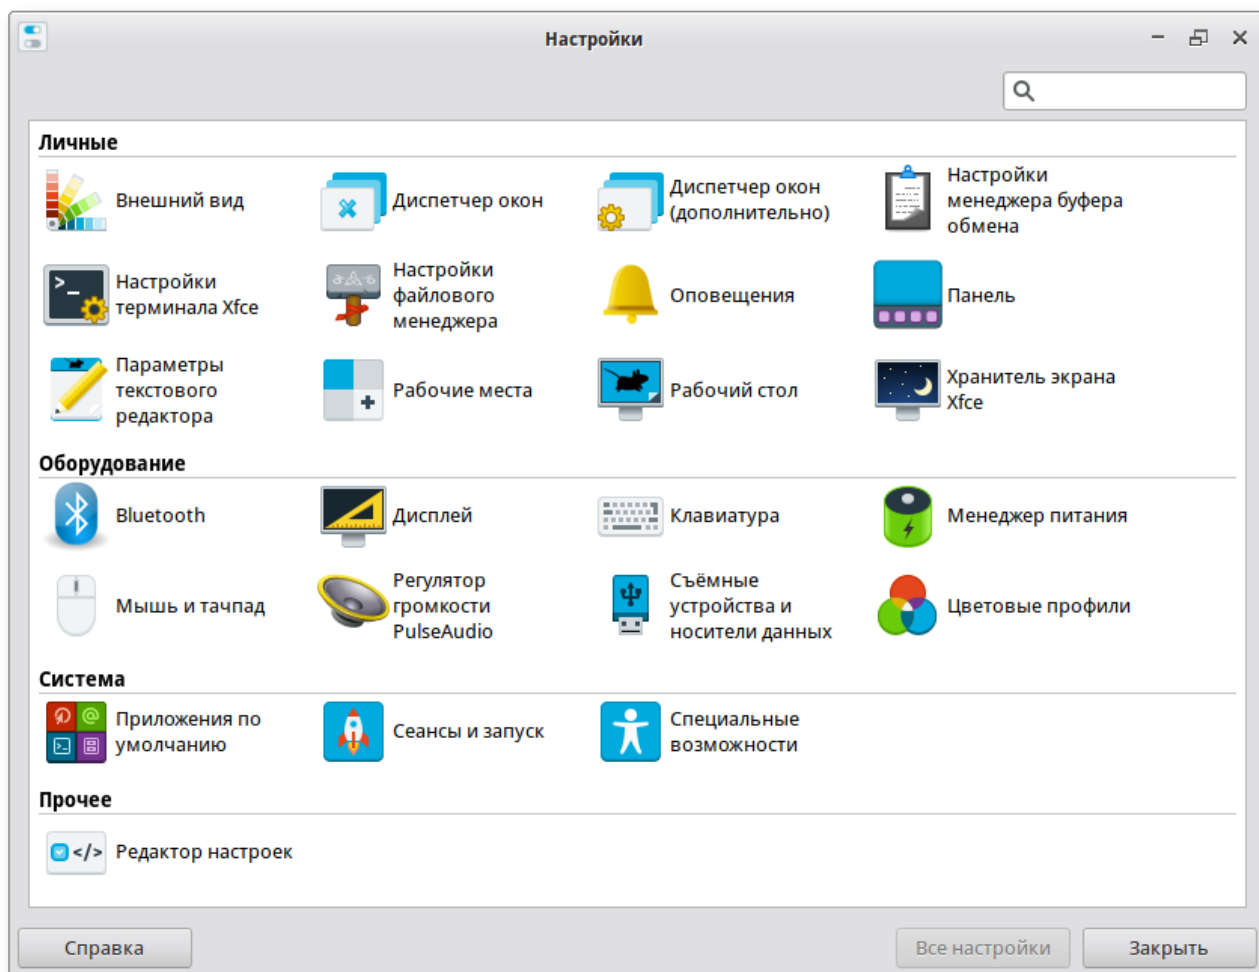 Настройки
Личные
Внешний вид
Диспетчер окон
Диспетчер окон
(дополнительно)
Настройки
менеджера буфера
обмена
Настройки
терминала Xfce
Настройки
файлового
менеджера
Оповещения
Панель
Параметры
текстового
редактора
Рабочие места
Рабочий стол
Хранитель экрана
Xfce
Оборудование
Bluetooth
Дисплей
Клавиатура
Менеджер питания
Мышь и тачпад
Регулятор
громкости
PulseAudio
Съёмные
устройства и
носители данных
Цветовые профили
Система
Приложения по
умолчанию
Сеансы и запуск
Специальные
возможности
Прочее
Редактор настроек
Справка
Все настройки
Закрыть